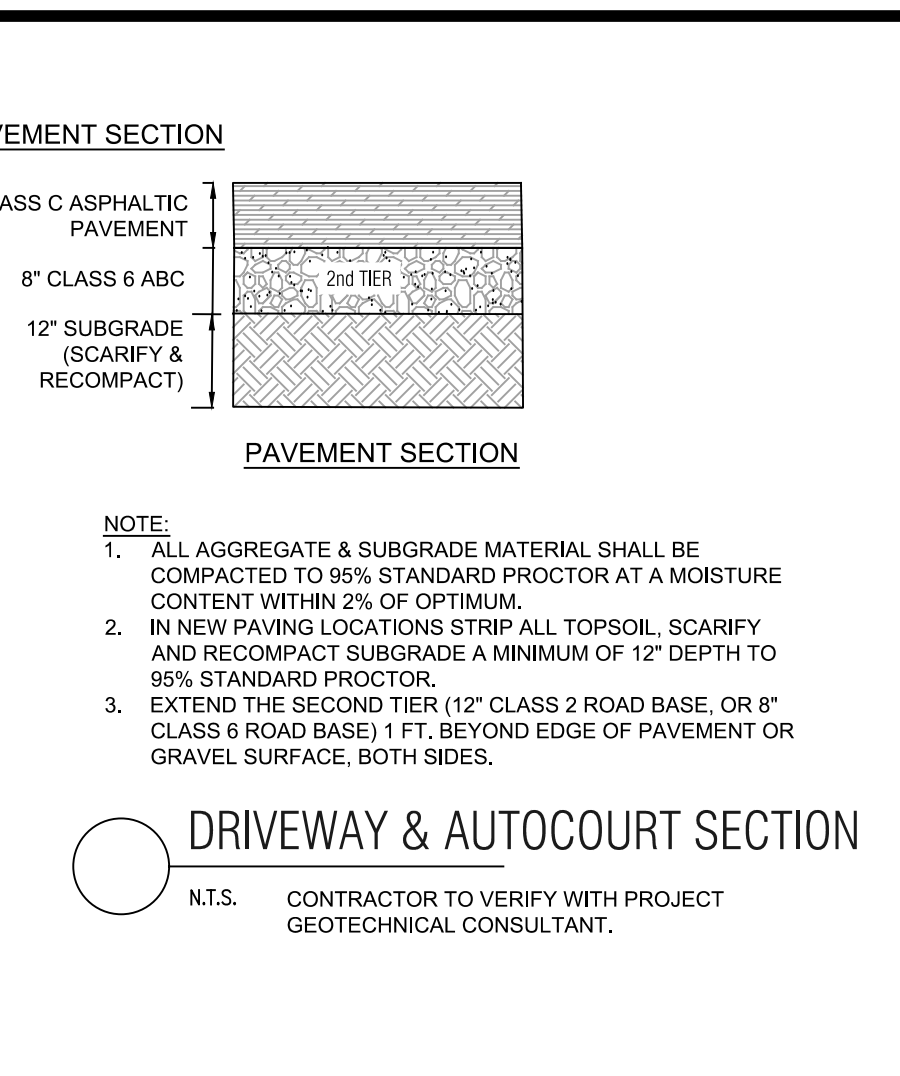 SECTION
ASPHALTIC
PAVEMENT
8" CLASS 6 ABC
2nd TIER
12" SUBGRADE
(SCARIFY &
RECOMPACT)
PAVEMENT SECTION
NOTE:
1. ALL AGGREGATE & SUBGRADE MATERIAL SHALL BE
COMPACTED TO 95% STANDARD PROCTOR AT A MOISTURE
CONTENT WITHIN 2% OF OPTIMUM.
2. IN NEW PAVING LOCATIONS STRIP ALL TOPSOIL, SCARIFY
AND RECOMPACT SUBGRADE A MINIMUM OF 12" DEPTH TO
95% STANDARD PROCTOR.
3. EXTEND THE SECOND TIER (12" CLASS 2 ROAD BASE, OR 8"
CLASS 6 ROAD BASE) 1 FT. BEYOND EDGE OF PAVEMENT OR
GRAVEL SURFACE, BOTH SIDES.
DRIVEWAY & AUTOCOURT SECTION
N.T.S. CONTRACTOR TO VERIFY WITH PROJECT
GEOTECHNICAL CONSULTANT.